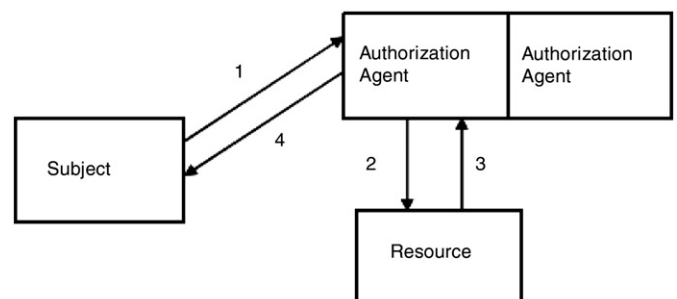 Authorization
Agent
Authorization
Agent
1
4
Subject
2
3
Resource